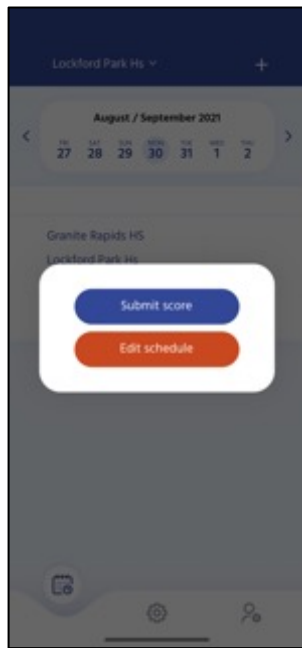 Lockford Park Hs
August / September 2021
FRI SAT SUN MON TUE WED THU
27 28 29 30 31 1 2
Granite Rapids HS
Lockford Park Hs
Submit score
Edit schedule